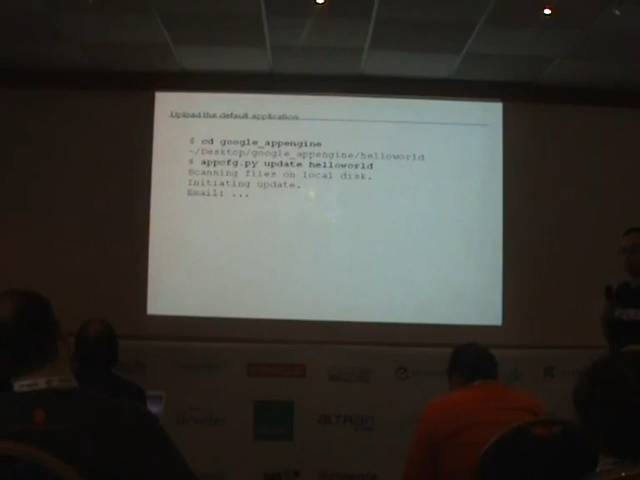 Upload the default application
$ cd google_appengine
~/Desktop/google_appengine/helloworld
$ appcfg.py update helloworld
Scanning files on local disk.
Initiating update.
Email: ...
ALTRAN